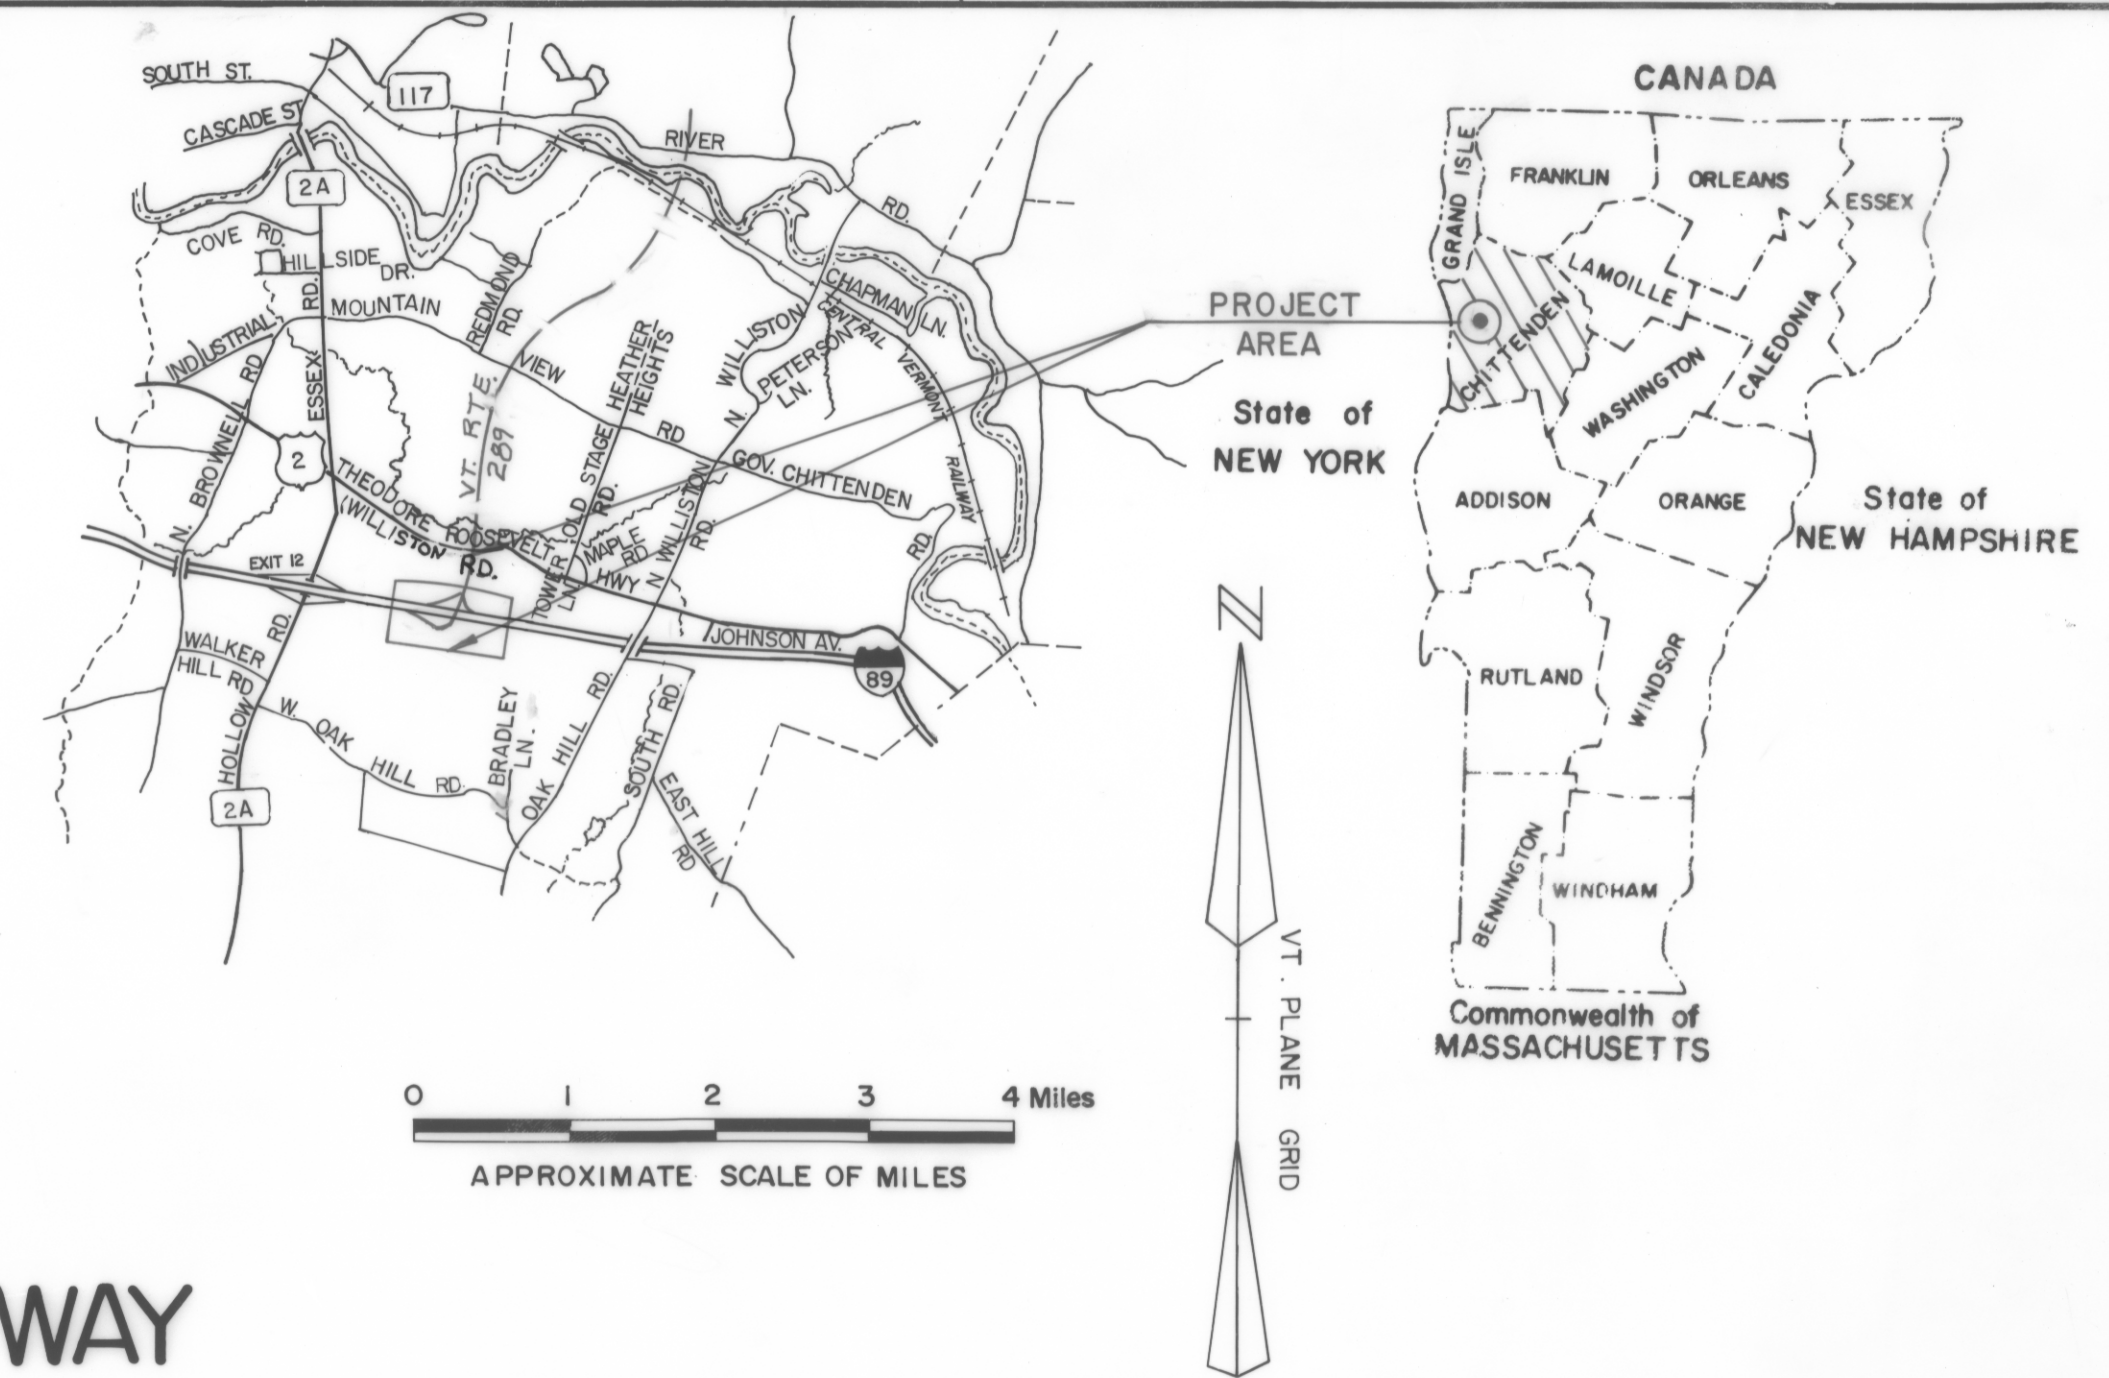 SOUTH ST.
117
CASCADE ST
RIVER
RD.
2A
COVE RD.
HILLSIDE DR.
REDMOND RD.
MOUNTAIN
VIEW
RD
INDUSTRIAL
N. BROWNELL RD
ESSEX RD.
2
VT. RTE. 289
HEATHER HEIGHTS
OLD STAGE RD.
N. WILLISTON
PETERSON LN.
CHAPMAN LN.
CENTRAL VERMONT RAILWAY
GOV. CHITTENDEN
RD.
THEODORE ROOSEVELT
HWY
(WILLISTON RD.
TOWER LN.
MAPLE RD
N WILLISTON RD.
EXIT 12
JOHNSON AV.
89
WALKER HILL RD
HOLLOW RD.
2A
W. OAK HILL RD.
BRADLEY LN.
OAK HILL RD.
SOUTH RD.
EAST HILL RD
PROJECT
AREA
CANADA
GRAND ISLE
FRANKLIN
ORLEANS
ESSEX
LAMOILLE
CHITTENDEN
WASHINGTON
CALEDONIA
State of
NEW YORK
ADDISON
ORANGE
State of
NEW HAMPSHIRE
RUTLAND
WINDSOR
BENNINGTON
WINDHAM
Commonwealth of
MASSACHUSETTS
N
VT. PLANE GRID
0 1 2 3 4 Miles
APPROXIMATE SCALE OF MILES
WAY